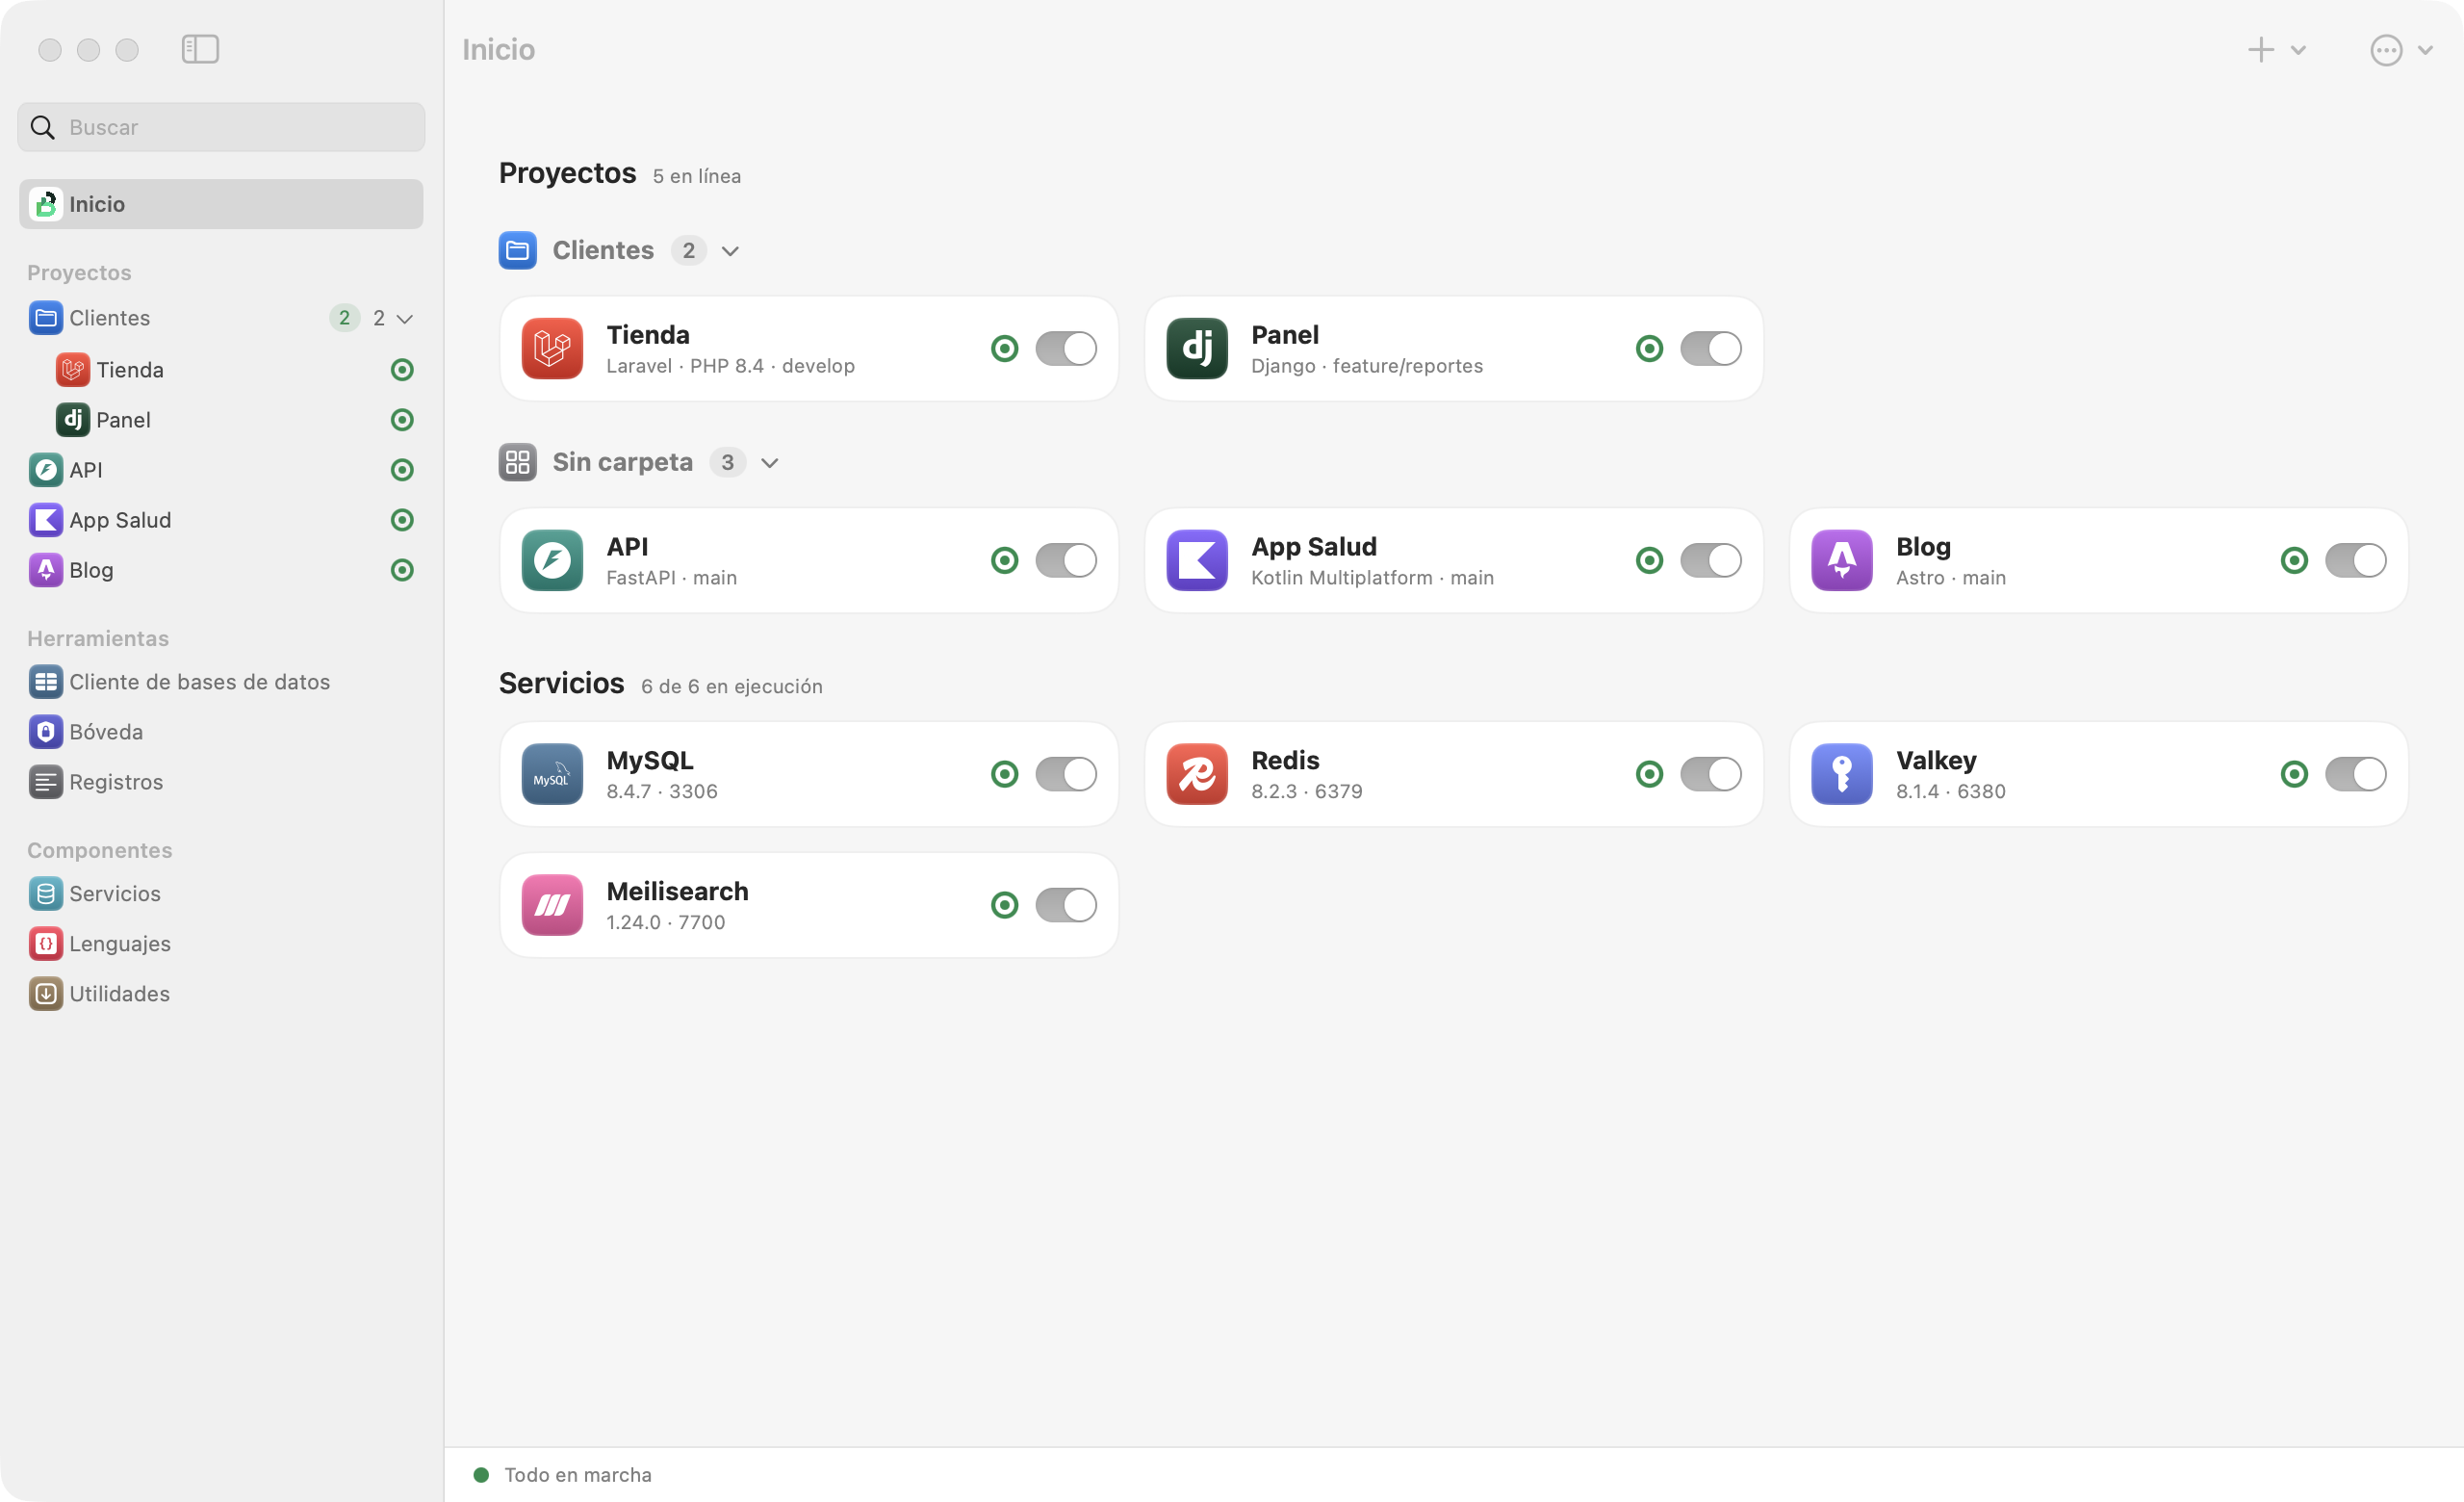 Inicio
Buscar
Inicio
Proyectos
Clientes 2 2
Tienda
Panel
API
App Salud
Blog
Herramientas
Cliente de bases de datos
Bóveda
Registros
Componentes
Servicios
Lenguajes
Utilidades
Proyectos 5 en línea
Clientes 2
Tienda
Laravel · PHP 8.4 · develop
dj
Panel
Django · feature/reportes
Sin carpeta 3
API
FastAPI · main
App Salud
Kotlin Multiplatform · main
Blog
Astro · main
Servicios 6 de 6 en ejecución
MySQL
MySQL
8.4.7 · 3306
Redis
8.2.3 · 6379
Valkey
8.1.4 · 6380
Meilisearch
1.24.0 · 7700
Todo en marcha